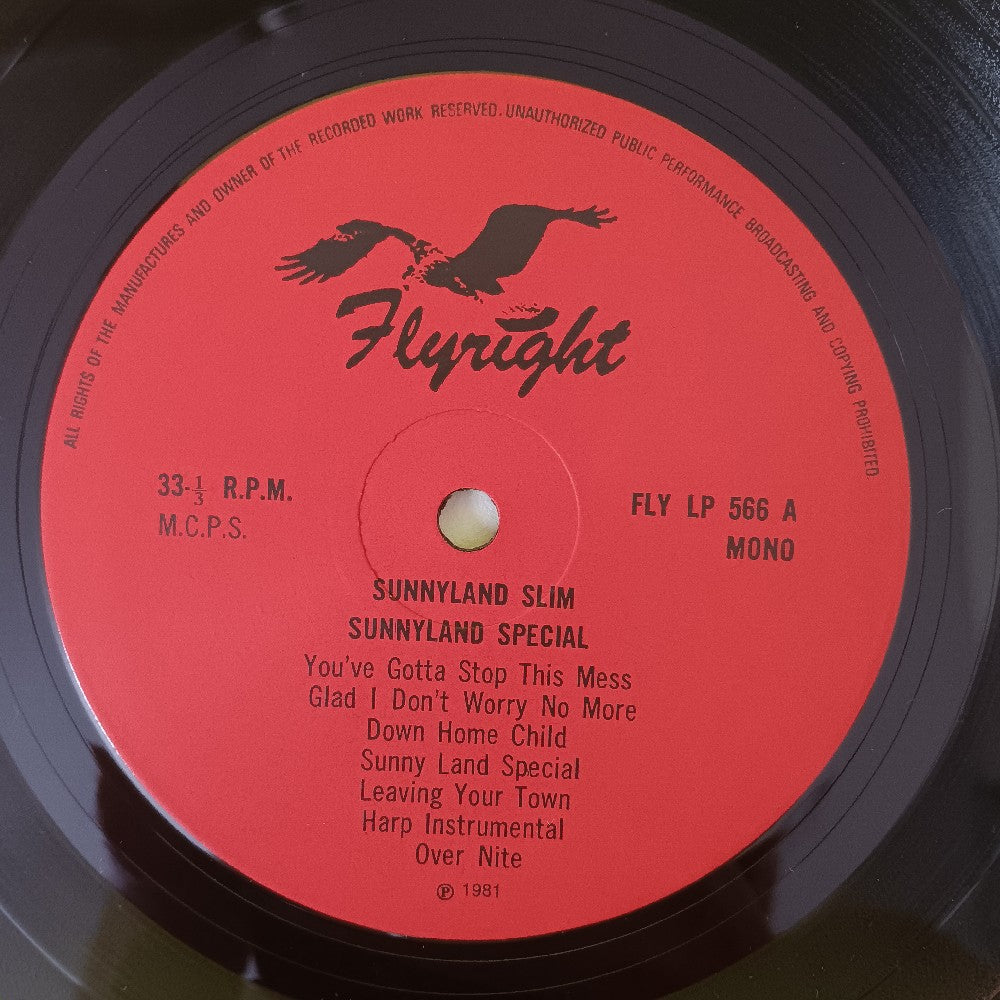 ALL RIGHTS OF THE MANUFACTURES AND OWNER OF THE RECORDED WORK RESERVED. UNAUTHORIZED PUBLIC PERFORMANCE BROADCASTING AND COPYING PROHIBITED
Flyright
33-1/3 R.P.M.
M.C.P.S.
FLY LP 566 A
MONO
SUNNYLAND SLIM
SUNNYLAND SPECIAL
You've Gotta Stop This Mess
Glad I Don't Worry No More
Down Home Child
Sunny Land Special
Leaving Your Town
Harp Instrumental
Over Nite
℗ 1981